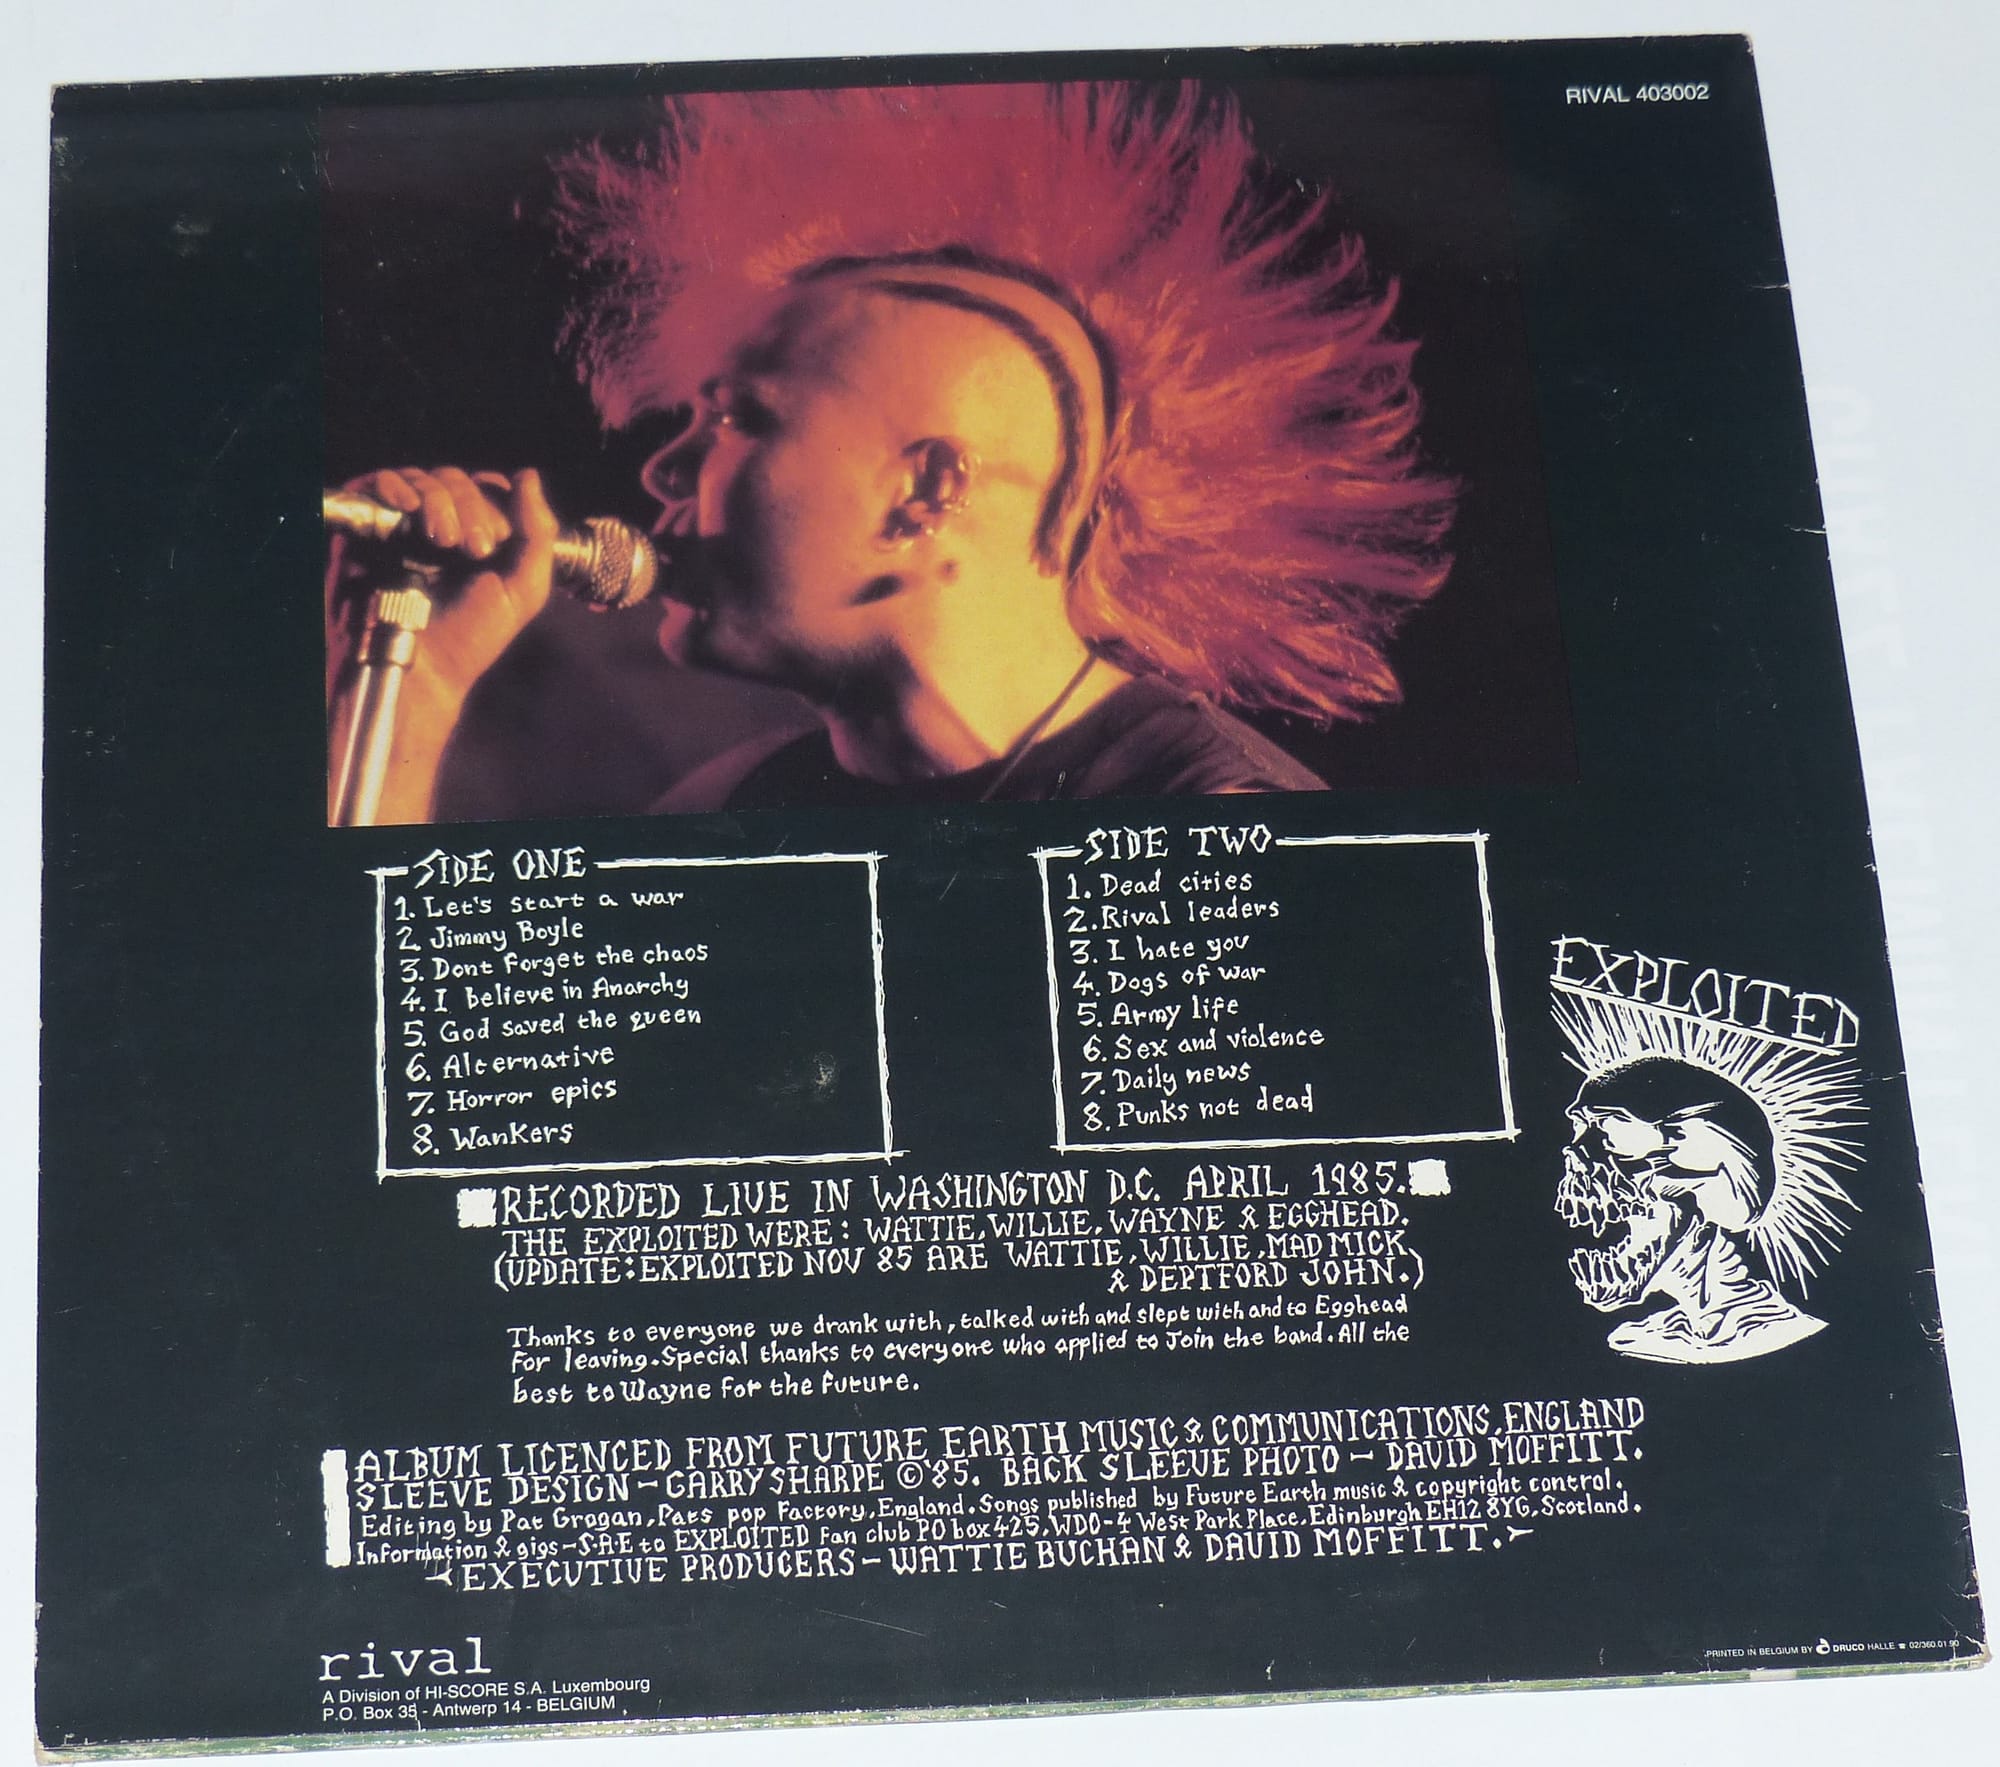 RIVAL 403002
SIDE ONE
1. Let's start a war
2. Jimmy Boyle
3. Dont forget the chaos
4. I believe in Anarchy
5. God saved the queen
6. Alternative
7. Horror epics
8. Wankers
SIDE TWO
1. Dead cities
2. Rival leaders
3. I hate you
4. Dogs of war
5. Army life
6. Sex and violence
7. Daily news
8. Punks not dead
EXPLOITED
RECORDED LIVE IN WASHINGTON D.C. APRIL 1985.
THE EXPLOITED WERE: WATTIE, WILLIE, WAYNE & EGGHEAD.
(UPDATE: EXPLOITED NOV 85 ARE WATTIE, WILLIE, MAD MICK
& DEPTFORD JOHN.)
Thanks to everyone we drank with, talked with and slept with and to Egghead
for leaving. Special thanks to everyone who applied to join the band. All the
best to Wayne for the future.
ALBUM LICENCED FROM FUTURE EARTH MUSIC & COMMUNICATIONS, ENGLAND
SLEEVE DESIGN - GARRY SHARPE © '85. BACK SLEEVE PHOTO - DAVID MOFFITT.
Editing by Pat Grogan, Pats pop Factory, England. Songs published by Future Earth music & copyright control.
Information & gigs - S.A.E to EXPLOITED fan club PO box 425, WDO-4 West Park Place, Edinburgh EH12 8YG, Scotland.
EXECUTIVE PRODUCERS - WATTIE BUCHAN & DAVID MOFFITT.
rival
A Division of HI-SCORE S.A. Luxembourg
P.O. Box 35 - Antwerp 14 - BELGIUM
PRINTED IN BELGIUM BY DRUCO HALLE ☎ 02/360.01.90